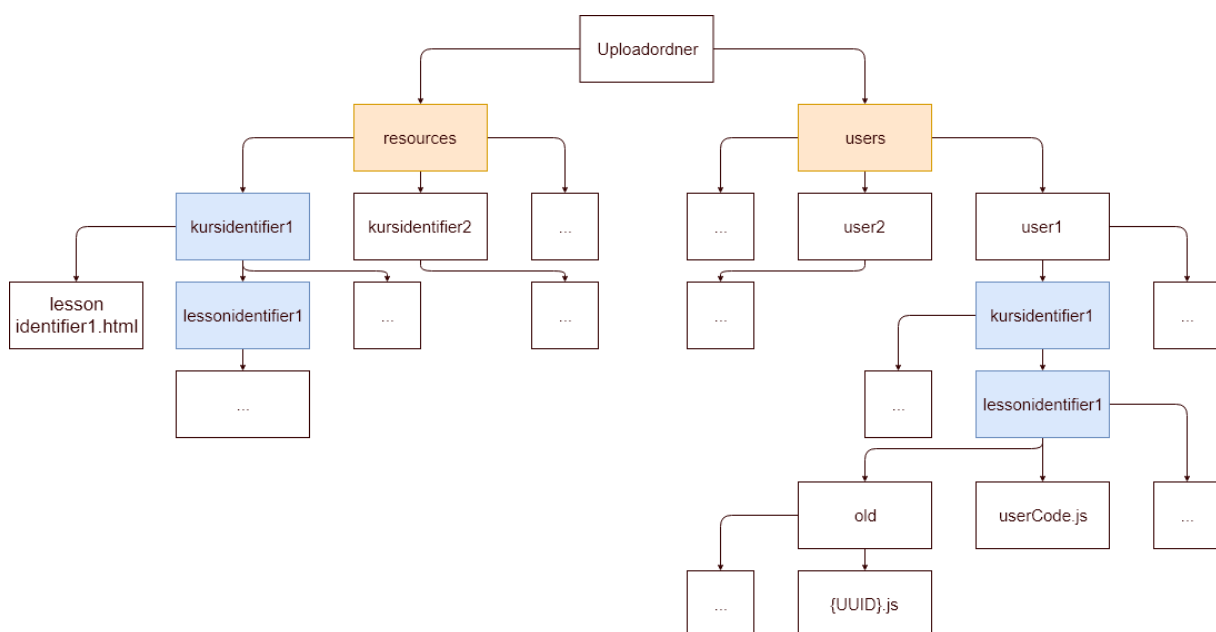 Uploadordner
resources
users
kursidentifier1
kursidentifier2
...
...
user2
user1
lesson
identifier1.html
lessonidentifier1
...
...
...
kursidentifier1
...
...
...
lessonidentifier1
old
userCode.js
...
...
{UUID}.js